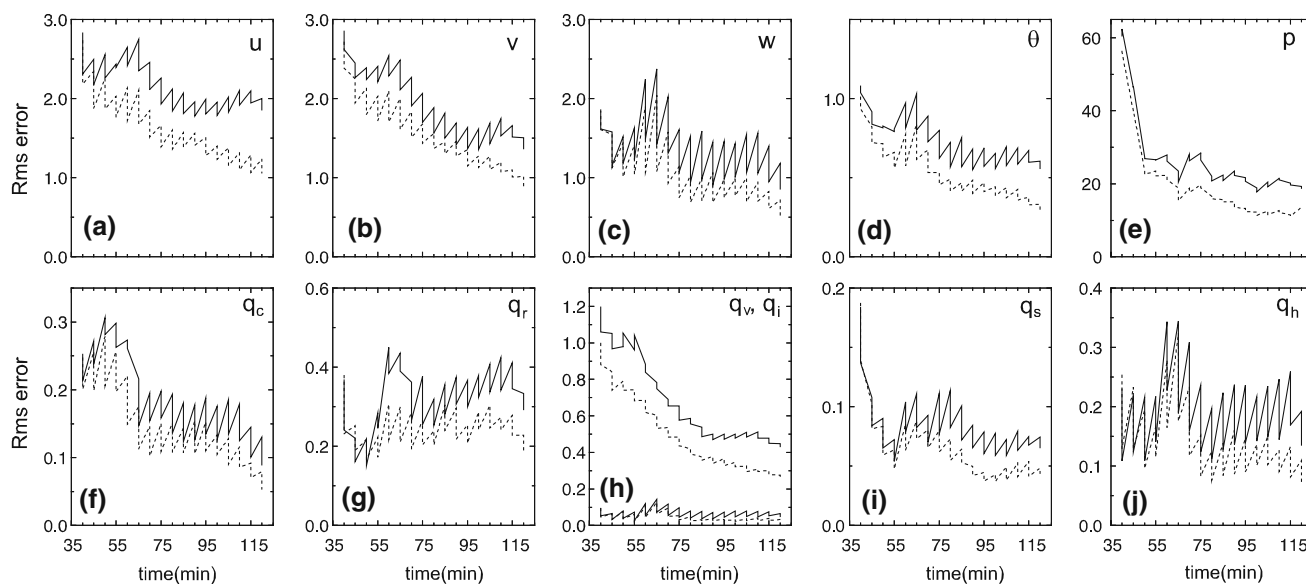 3.0 3.0 3.0 60
u v w θ p
2.0 2.0 2.0 1.0 40
Rms error
1.0 1.0 1.0 20
(a) (b) (c) (d) (e)
0.0 0.0 0.0 0.0 0
0.6 1.2 0.2 0.4
qc qr qv, qi qs qh
0.3 1.0 0.3
0.4 0.8
0.2 0.6 0.1 0.2
Rms error
0.2 0.4
0.1 0.2 0.1
(f) (g) (h) (i) (j)
0.0 0.0 0.0 0.0 0.0
35 55 75 95 115 35 55 75 95 115 35 55 75 95 115 35 55 75 95 115 35 55 75 95 115
time(min) time(min) time(min) time(min) time(min)